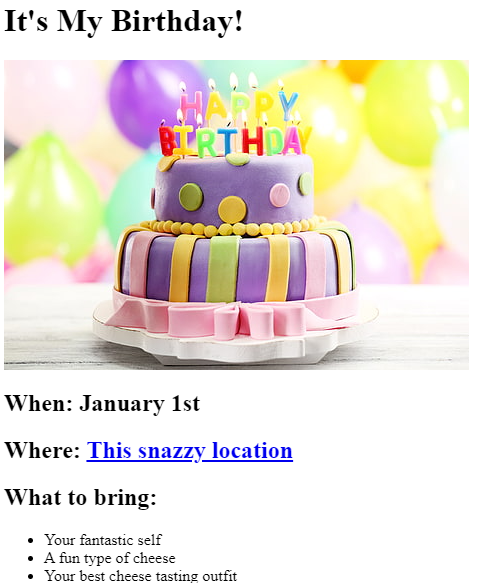 It's My Birthday!
HAPPY
BIRTHDAY
When: January 1st
Where: This snazzy location
What to bring:
Your fantastic self
A fun type of cheese
Your best cheese tasting outfit